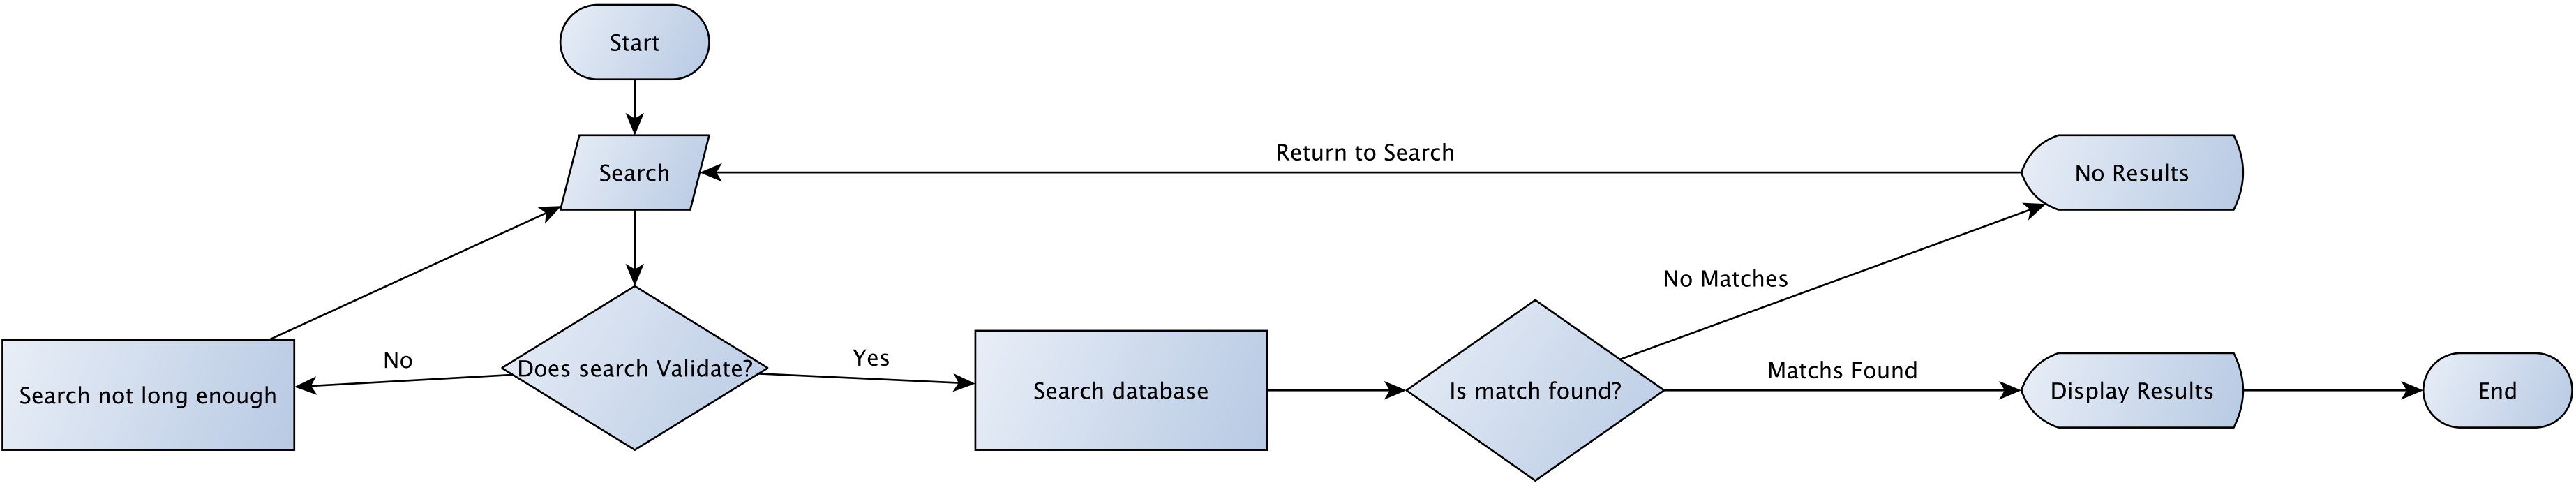 Start
Search
Return to Search
No Results
No Matches
No
Does search Validate?
Yes
Search not long enough
Search database
Is match found?
Matchs Found
Display Results
End